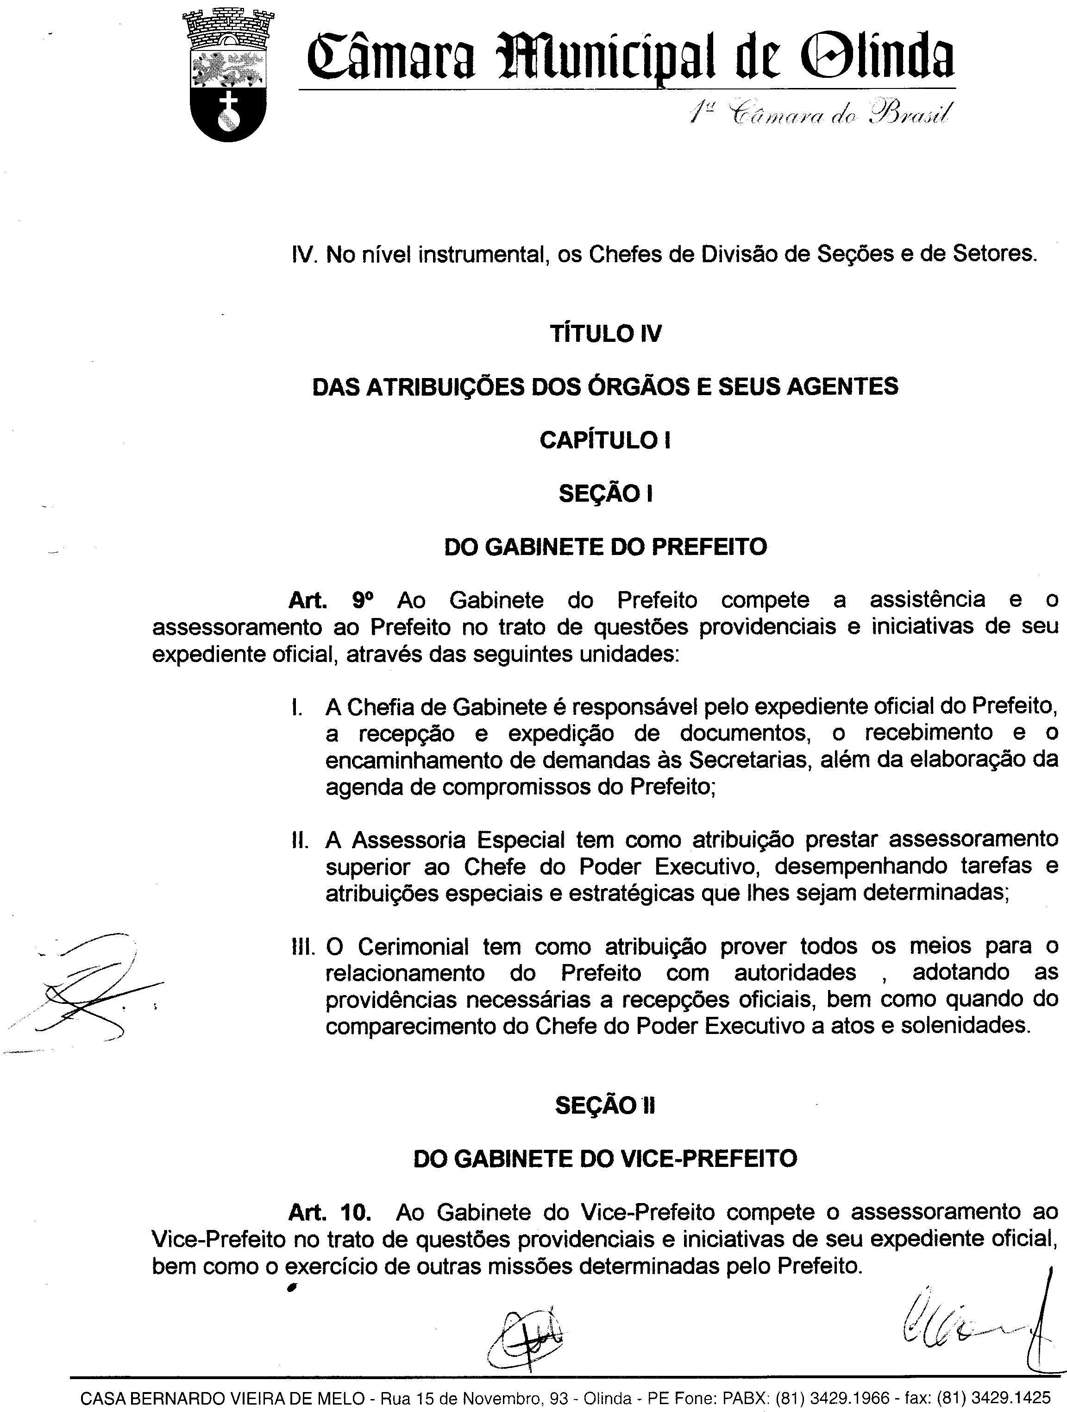 Câmara Municipal de Olinda
1ª Câmara do Brasil
IV. No nível instrumental, os Chefes de Divisão de Seções e de Setores.
TÍTULO IV
DAS ATRIBUIÇÕES DOS ÓRGÃOS E SEUS AGENTES
CAPÍTULO I
SEÇÃO I
DO GABINETE DO PREFEITO
Art. 9º Ao Gabinete do Prefeito compete a assistência e o
assessoramento ao Prefeito no trato de questões providenciais e iniciativas de seu
expediente oficial, através das seguintes unidades:
I. A Chefia de Gabinete é responsável pelo expediente oficial do Prefeito,
a recepção e expedição de documentos, o recebimento e o
encaminhamento de demandas às Secretarias, além da elaboração da
agenda de compromissos do Prefeito;
II. A Assessoria Especial tem como atribuição prestar assessoramento
superior ao Chefe do Poder Executivo, desempenhando tarefas e
atribuições especiais e estratégicas que lhes sejam determinadas;
III. O Cerimonial tem como atribuição prover todos os meios para o
relacionamento do Prefeito com autoridades , adotando as
providências necessárias a recepções oficiais, bem como quando do
comparecimento do Chefe do Poder Executivo a atos e solenidades.
SEÇÃO II
DO GABINETE DO VICE-PREFEITO
Art. 10. Ao Gabinete do Vice-Prefeito compete o assessoramento ao
Vice-Prefeito no trato de questões providenciais e iniciativas de seu expediente oficial,
bem como o exercício de outras missões determinadas pelo Prefeito.
CASA BERNARDO VIEIRA DE MELO - Rua 15 de Novembro, 93 - Olinda - PE Fone: PABX: (81) 3429.1966 - fax: (81) 3429.1425